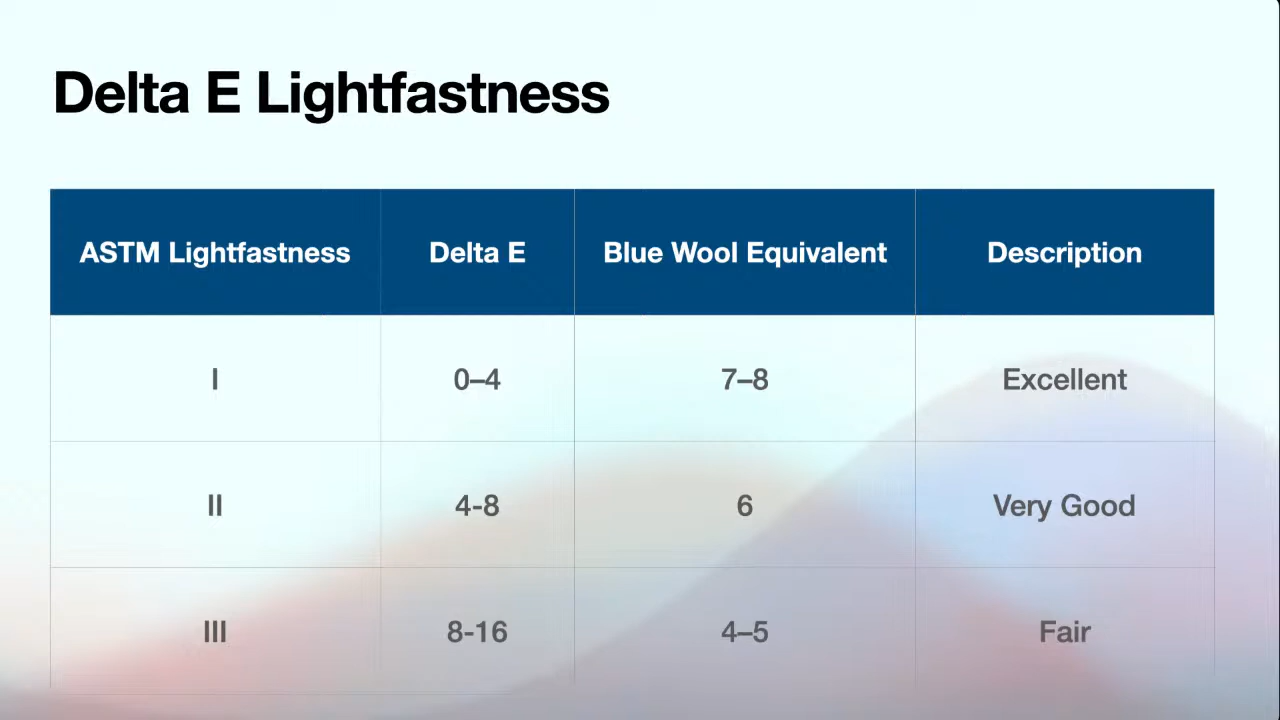 Delta E Lightfastness
ASTM Lightfastness Delta E Blue Wool Equivalent Description
I 0–4 7–8 Excellent
II 4-8 6 Very Good
III 8-16 4–5 Fair